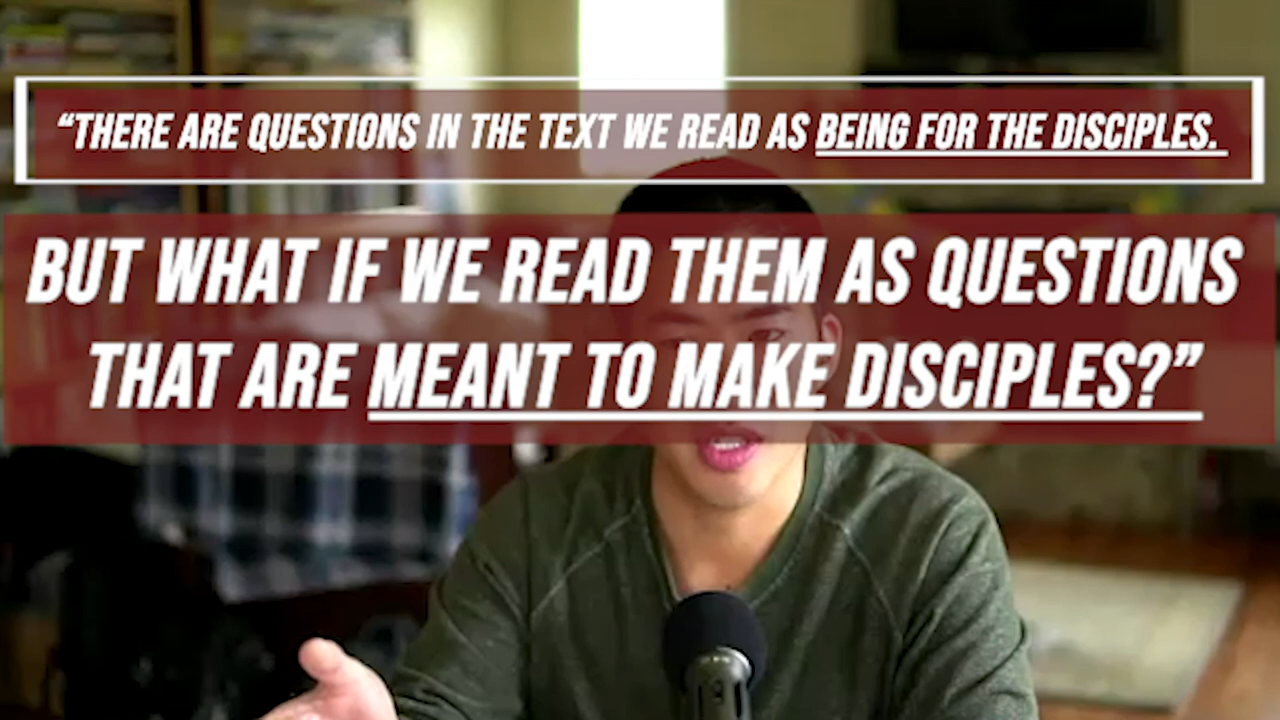 “THERE ARE QUESTIONS IN THE TEXT WE READ AS BEING FOR THE DISCIPLES.
BUT WHAT IF WE READ THEM AS QUESTIONS
THAT ARE MEANT TO MAKE DISCIPLES?”